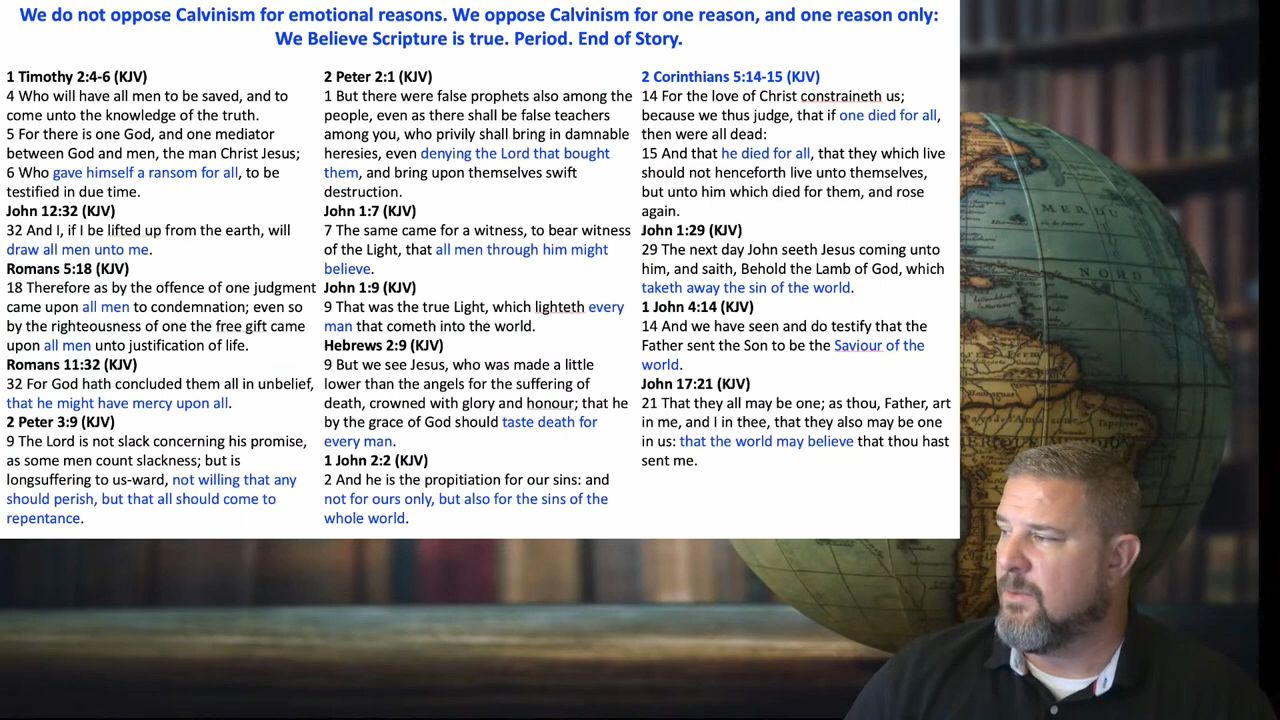 We do not oppose Calvinism for emotional reasons. We oppose Calvinism for one reason, and one reason only:
We Believe Scripture is true. Period. End of Story.
1 Timothy 2:4-6 (KJV)
4 Who will have all men to be saved, and to
come unto the knowledge of the truth.
5 For there is one God, and one mediator
between God and men, the man Christ Jesus;
6 Who gave himself a ransom for all, to be
testified in due time.
John 12:32 (KJV)
32 And I, if I be lifted up from the earth, will
draw all men unto me.
Romans 5:18 (KJV)
18 Therefore as by the offence of one judgment
came upon all men to condemnation; even so
by the righteousness of one the free gift came
upon all men unto justification of life.
Romans 11:32 (KJV)
32 For God hath concluded them all in unbelief,
that he might have mercy upon all.
2 Peter 3:9 (KJV)
9 The Lord is not slack concerning his promise,
as some men count slackness; but is
longsuffering to us-ward, not willing that any
should perish, but that all should come to
repentance.
2 Peter 2:1 (KJV)
1 But there were false prophets also among the
people, even as there shall be false teachers
among you, who privily shall bring in damnable
heresies, even denying the Lord that bought
them, and bring upon themselves swift
destruction.
John 1:7 (KJV)
7 The same came for a witness, to bear witness
of the Light, that all men through him might
believe.
John 1:9 (KJV)
9 That was the true Light, which lighteth every
man that cometh into the world.
Hebrews 2:9 (KJV)
9 But we see Jesus, who was made a little
lower than the angels for the suffering of
death, crowned with glory and honour; that he
by the grace of God should taste death for
every man.
1 John 2:2 (KJV)
2 And he is the propitiation for our sins: and
not for ours only, but also for the sins of the
whole world.
2 Corinthians 5:14-15 (KJV)
14 For the love of Christ constraineth us;
because we thus judge, that if one died for all,
then were all dead:
15 And that he died for all, that they which live
should not henceforth live unto themselves,
but unto him which died for them, and rose
again.
John 1:29 (KJV)
29 The next day John seeth Jesus coming unto
him, and saith, Behold the Lamb of God, which
taketh away the sin of the world.
1 John 4:14 (KJV)
14 And we have seen and do testify that the
Father sent the Son to be the Saviour of the
world.
John 17:21 (KJV)
21 That they all may be one; as thou, Father, art
in me, and I in thee, that they also may be one
in us: that the world may believe that thou hast
sent me.